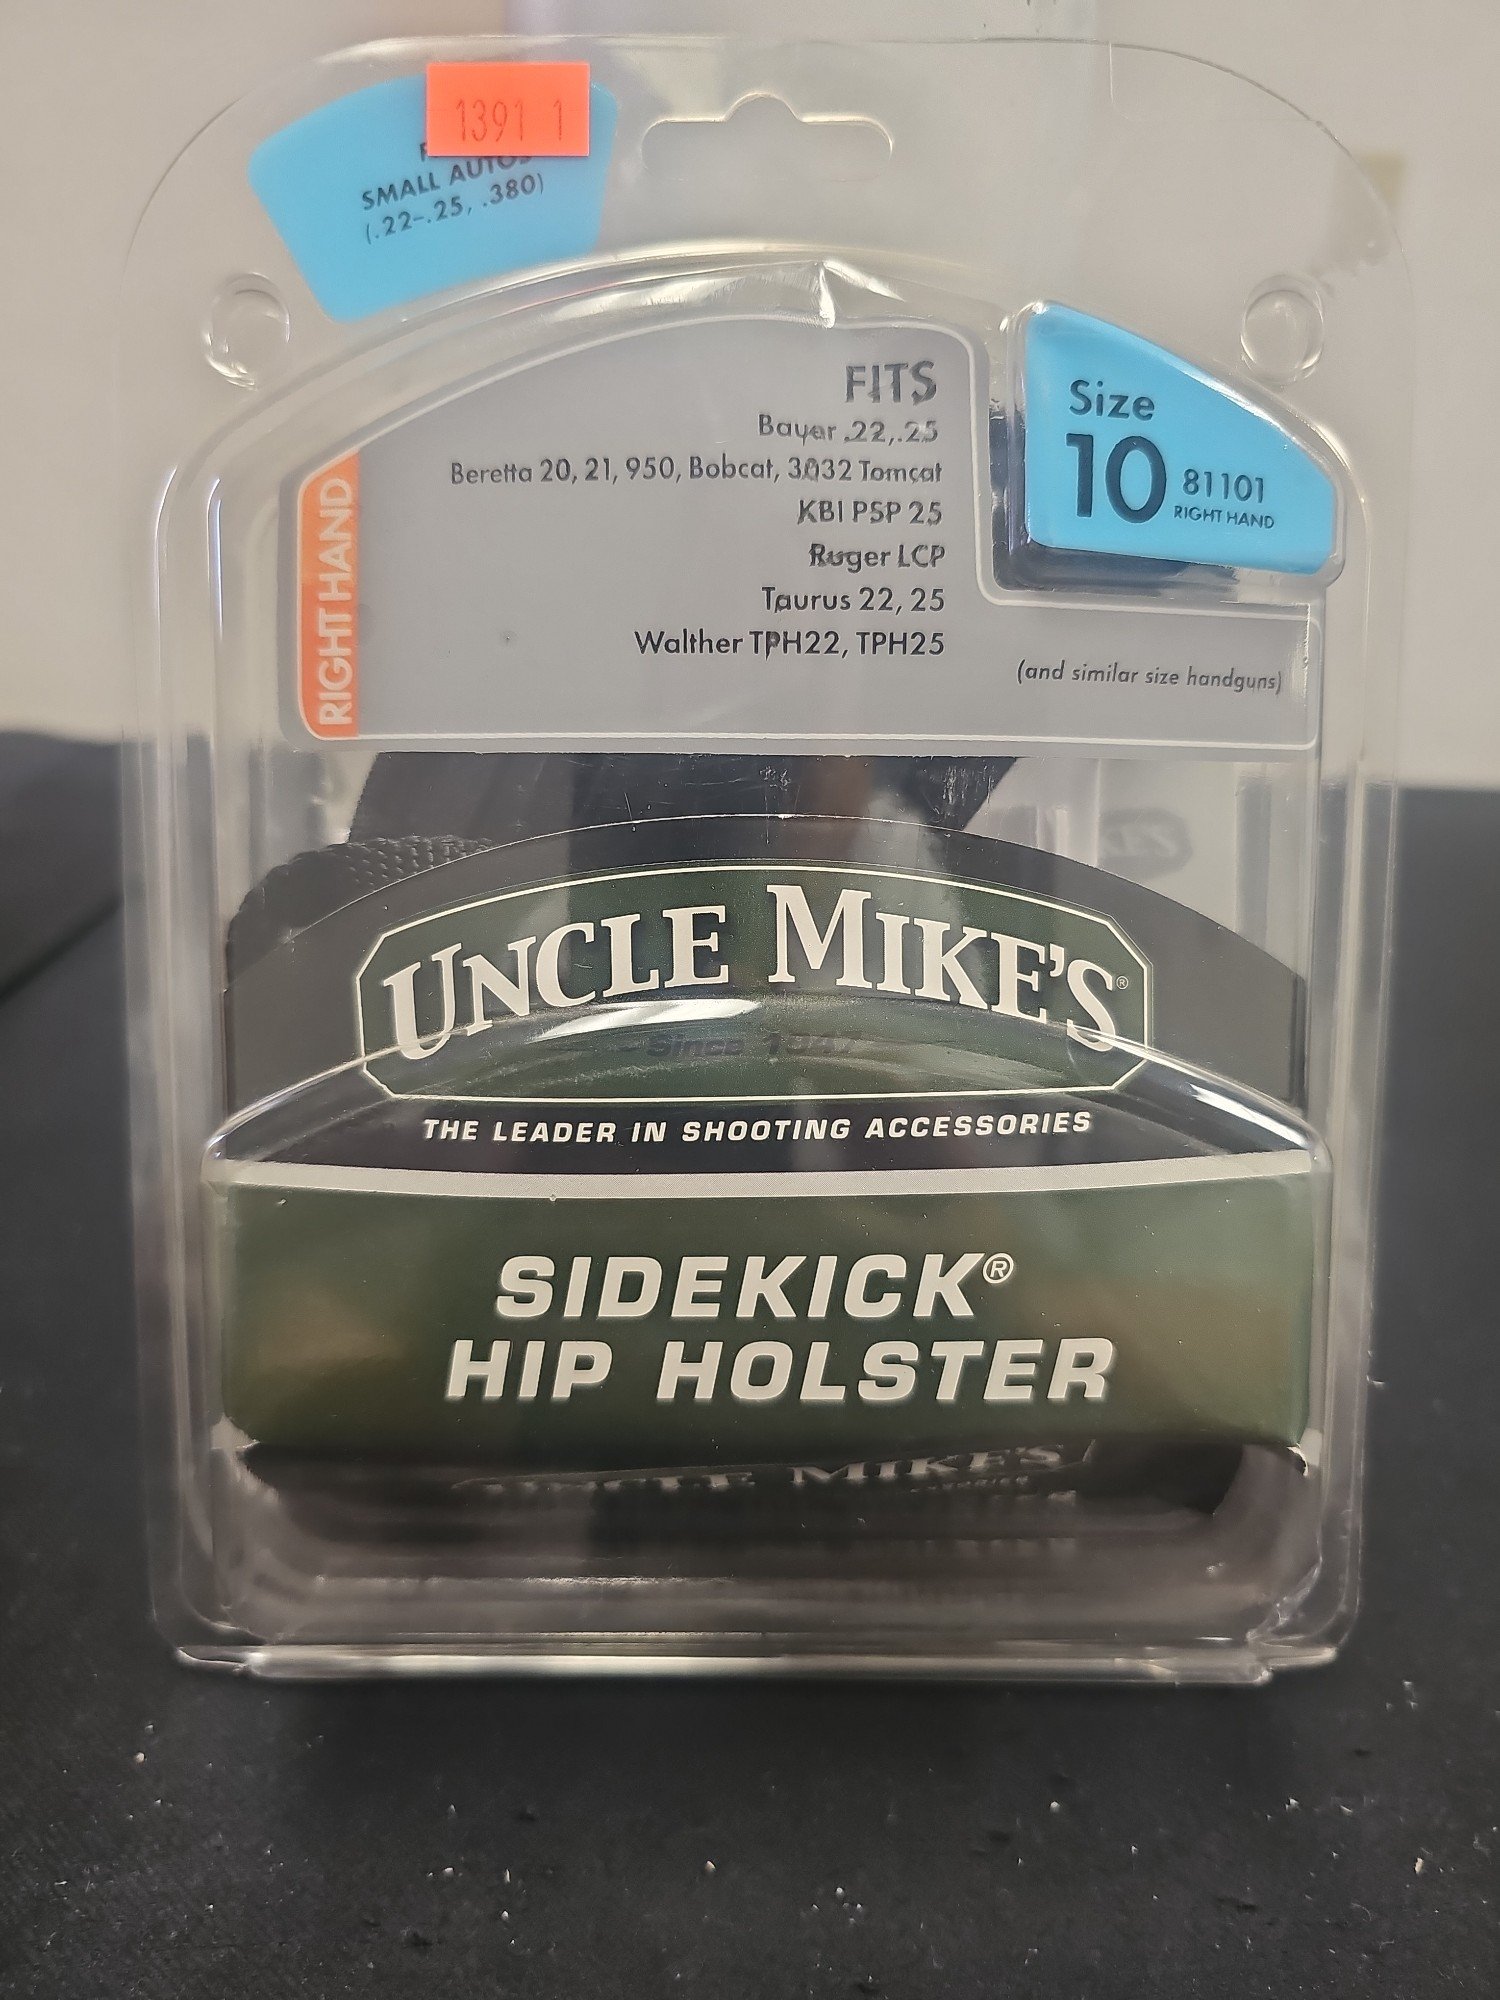 1391 1
SMALL AUTOS
(.22-.25, .380)
FITS
Bayer .22,.25
Beretta 20, 21, 950, Bobcat, 3032 Tomcat
KBI PSP 25
Ruger LCP
Taurus 22, 25
Walther TPH22, TPH25
(and similar size handguns)
Size
10 81101
RIGHT HAND
RIGHT HAND
UNCLE MIKE'S®
Since 1947
THE LEADER IN SHOOTING ACCESSORIES
SIDEKICK®
HIP HOLSTER